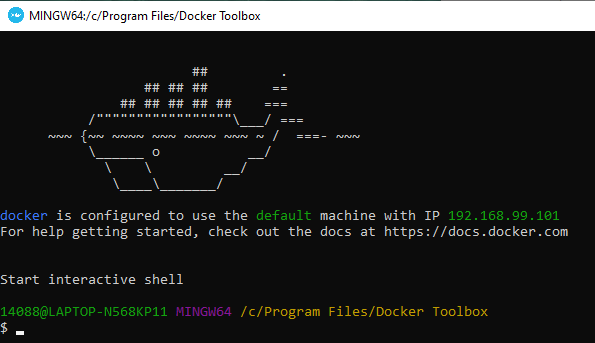 MINGW64:/c/Program Files/Docker Toolbox
                        ##         .
                  ## ## ##        ==
               ## ## ## ## ##    ===
           /"""""""""""""""""\___/ ===
      ~~~ {~~ ~~~~ ~~~ ~~~~ ~~~ ~ /  ===- ~~~
           \______ o           __/
             \    \         __/
              \____\_______/
docker is configured to use the default machine with IP 192.168.99.101
For help getting started, check out the docs at https://docs.docker.com
Start interactive shell
14088@LAPTOP-N568KP11 MINGW64 /c/Program Files/Docker Toolbox
$